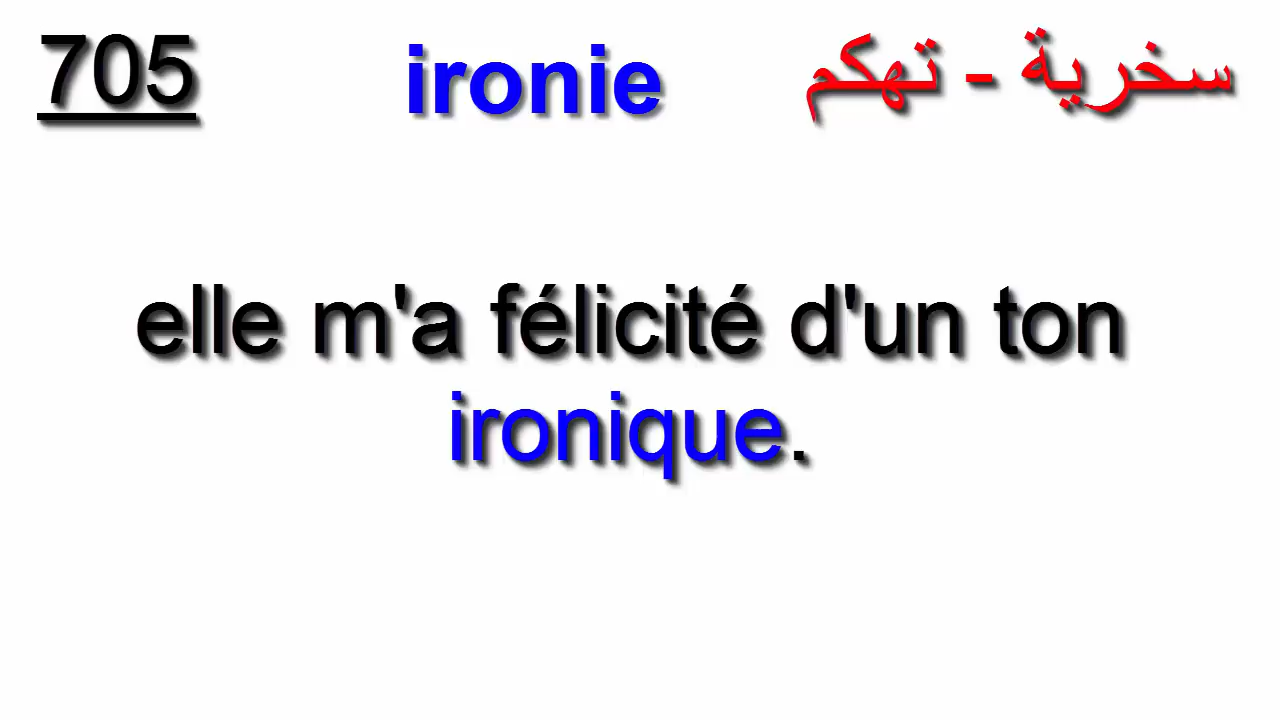 705 ironie سخرية - تهكم
elle m'a félicité d'un ton
ironique.